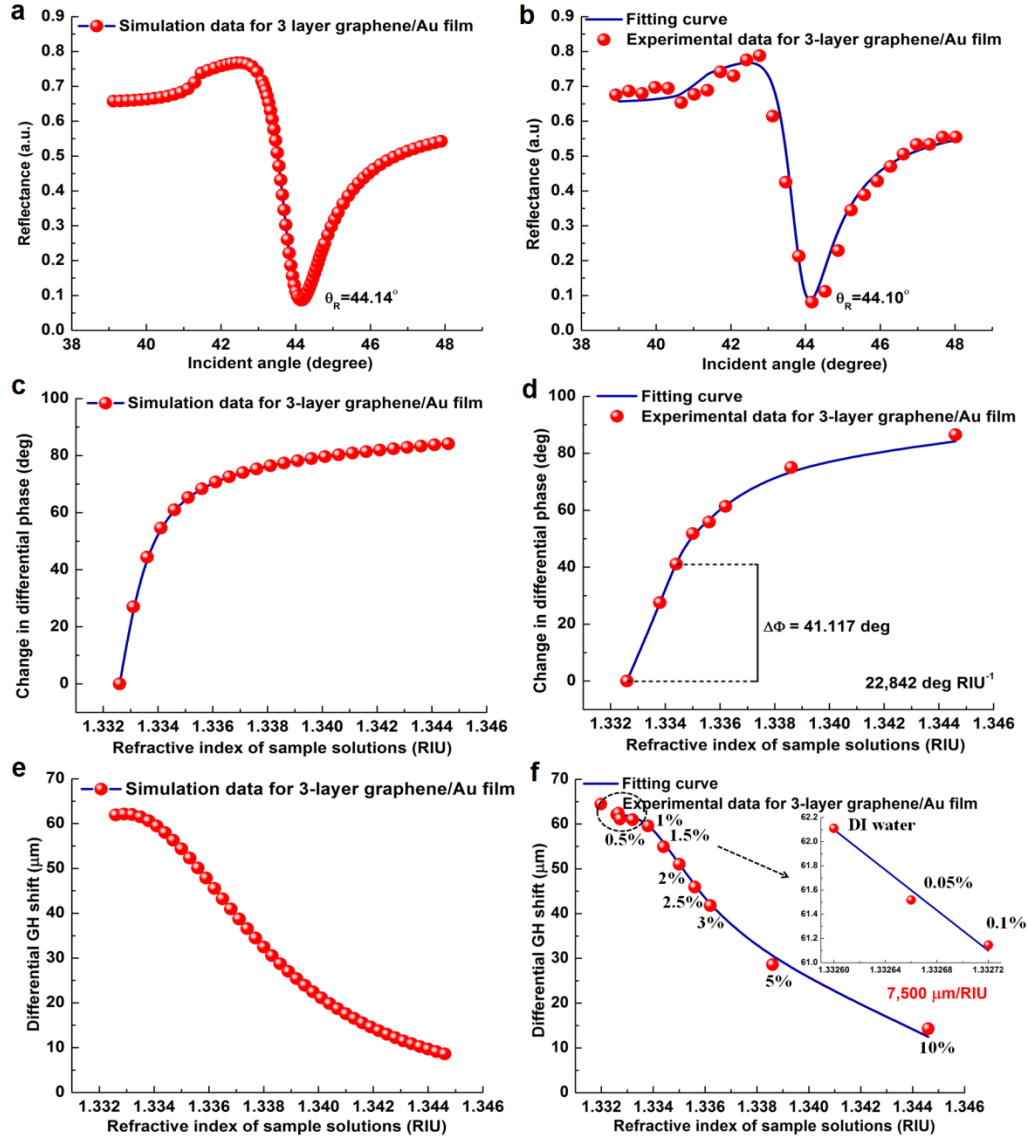 a
Simulation data for 3 layer graphene/Au film
0.9
0.8
0.7
0.6
0.5
0.4
0.3
0.2
0.1
0.0
Reflectance (a.u)
θR=44.14°
38 40 42 44 46 48
Incident angle (degree)
b
Fitting curve
Experimental data for 3-layer graphene/Au film
0.9
0.8
0.7
0.6
0.5
0.4
0.3
0.2
0.1
0.0
Reflectance (a.u)
θR=44.10°
38 40 42 44 46 48
Incident angle (degree)
c
Simulation data for 3-layer graphene/Au film
100
80
60
40
20
0
Change in differential phase (deg)
1.332 1.334 1.336 1.338 1.340 1.342 1.344 1.346
Refractive index of sample solutions (RIU)
d
Fitting curve
Experimental data for 3-layer graphene/Au film
100
80
60
40
20
0
Change in differential phase (deg)
ΔΦ = 41.117 deg
22,842 deg RIU-1
1.332 1.334 1.336 1.338 1.340 1.342 1.344 1.346
Refractive index of sample solutions (RIU)
e
Simulation data for 3-layer graphene/Au film
70
60
50
40
30
20
10
0
Differential GH shift (μm)
1.332 1.334 1.336 1.338 1.340 1.342 1.344 1.346
Refractive index of sample solutions (RIU)
f
Fitting curve
Experimental data for 3-layer graphene/Au film
70
60
50
40
30
20
10
0
Differential GH shift (μm)
0.5%
1%
1.5%
2%
2.5%
3%
5%
10%
62.2
62.0
61.8
61.6
61.4
61.2
61.0
DI water
0.05%
0.1%
1.33260 1.33264 1.33268 1.33272
7,500 μm/RIU
1.332 1.334 1.336 1.338 1.340 1.342 1.344 1.346
Refractive index of sample solutions (RIU)